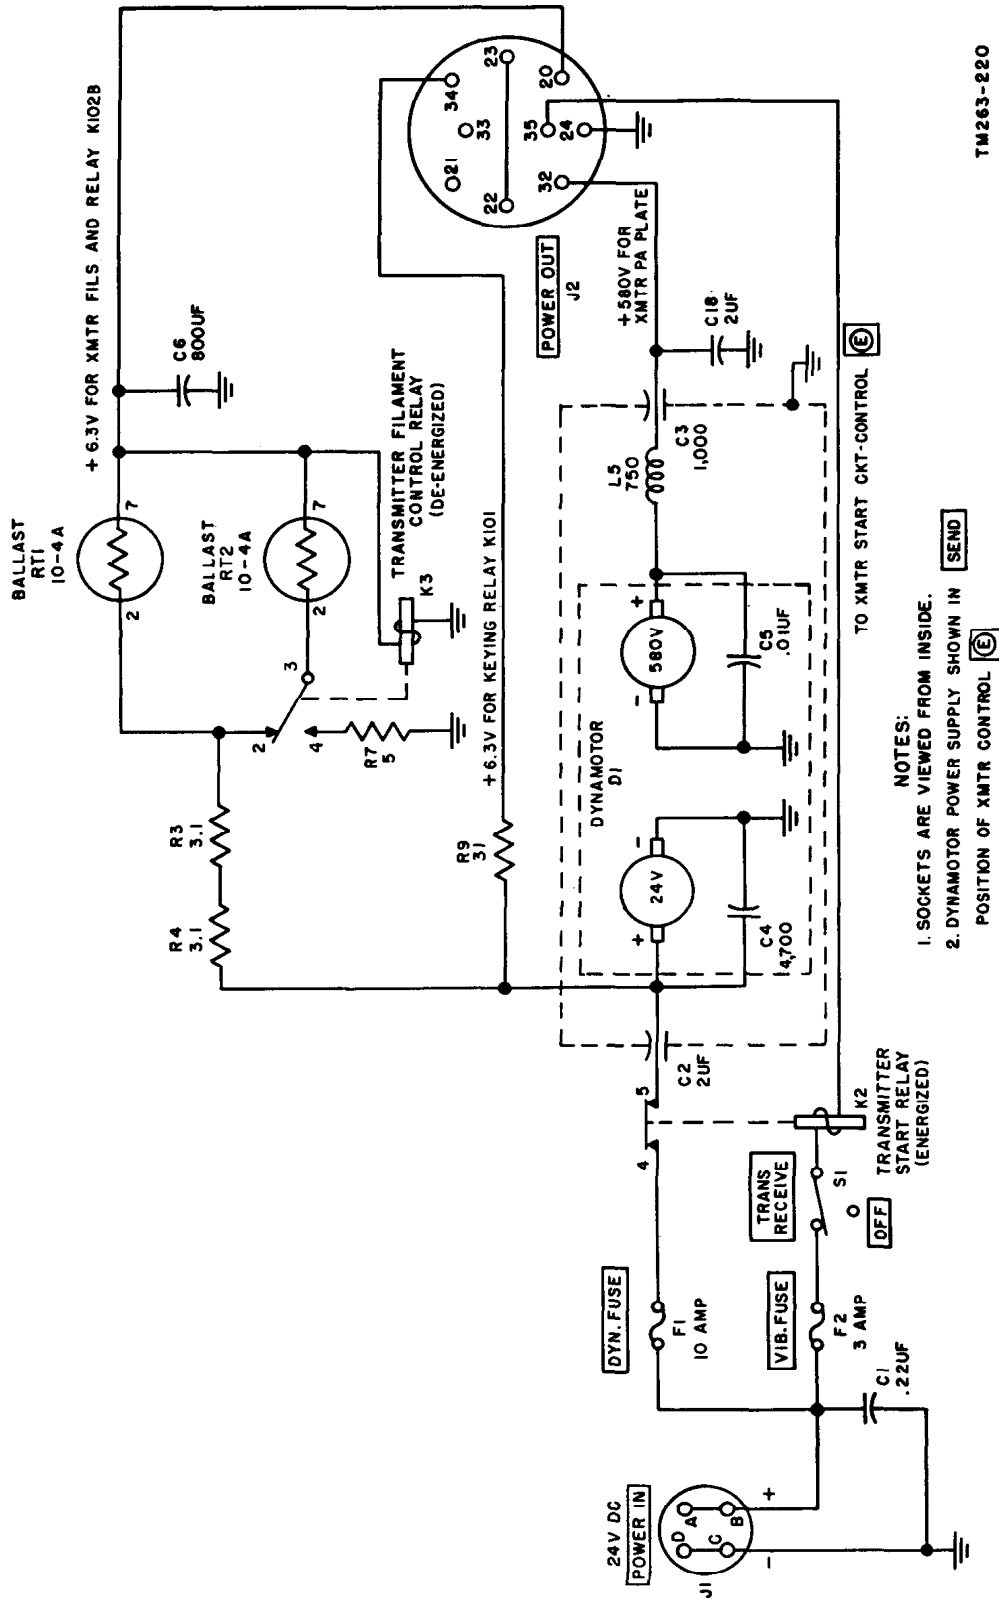 24V DC
POWER IN
J1
D
A
C
B
+
-
C1
.22UF
DYN. FUSE
F1
10 AMP
VIB. FUSE
F2
3 AMP
TRANS
RECEIVE
S1
OFF
4
5
K2
TRANSMITTER
START RELAY
(ENERGIZED)
C2
2UF
R4
3.1
R3
3.1
R9
31
+6.3V FOR KEYING RELAY K101
DYNAMOTOR
D1
+
24V
-
C4
4,700
-
580V
+
C5
.01UF
L5
750
C3
1,000
+580V FOR
XMTR PA PLATE
C18
2UF
BALLAST
RT1
10-4A
2
7
BALLAST
RT2
10-4A
2
7
2
3
4
R7
5
TRANSMITTER FILAMENT
CONTROL RELAY
(DE-ENERGIZED)
K3
C6
800UF
+6.3V FOR XMTR FILS AND RELAY K102B
POWER OUT
J2
21
34
33
22
23
32
35
24
20
TO XMTR START CKT-CONTROL E
NOTES:
1. SOCKETS ARE VIEWED FROM INSIDE.
2. DYNAMOTOR POWER SUPPLY SHOWN IN SEND
POSITION OF XMTR CONTROL E
TM263-220